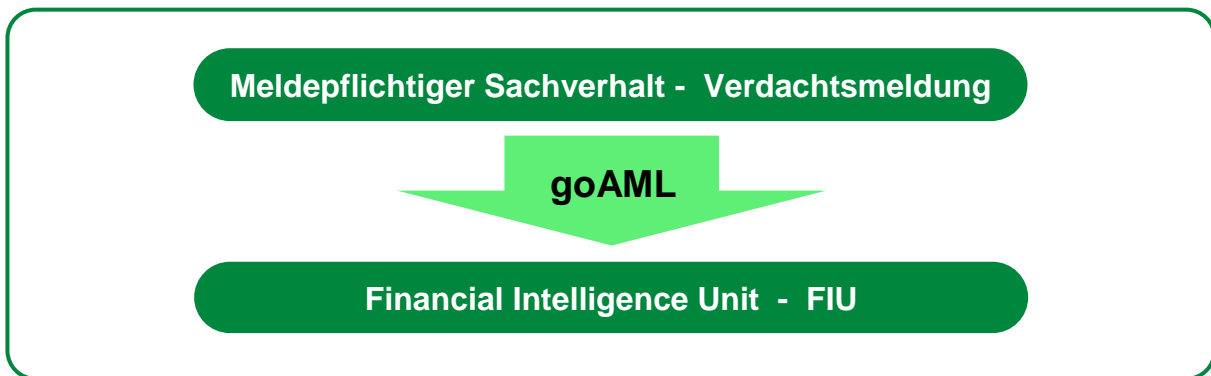 Meldepflichtiger Sachverhalt - Verdachtsmeldung
goAML
Financial Intelligence Unit - FIU